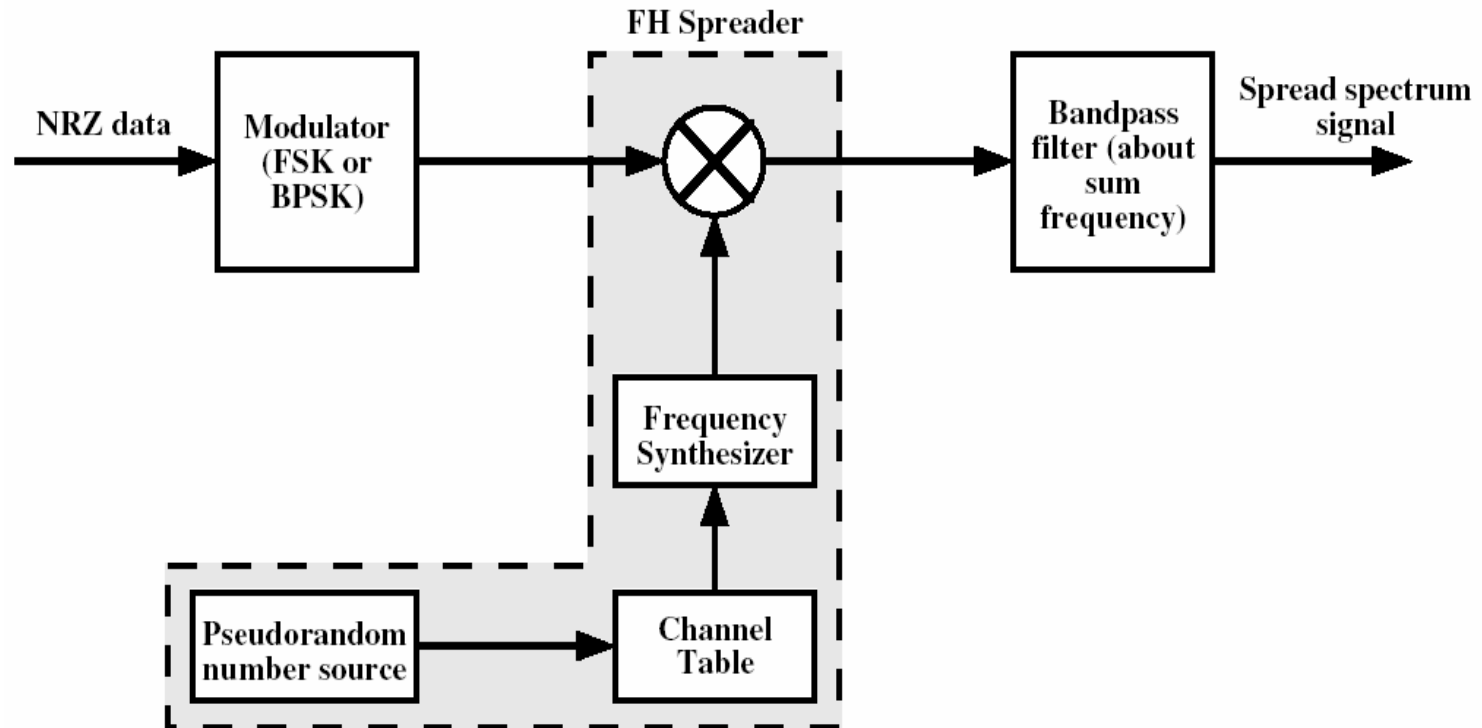 FH Spreader
NRZ data
Modulator
(FSK or
BPSK)
Bandpass
filter (about
sum
frequency)
Spread spectrum
signal
Frequency
Synthesizer
Pseudorandom
number source
Channel
Table